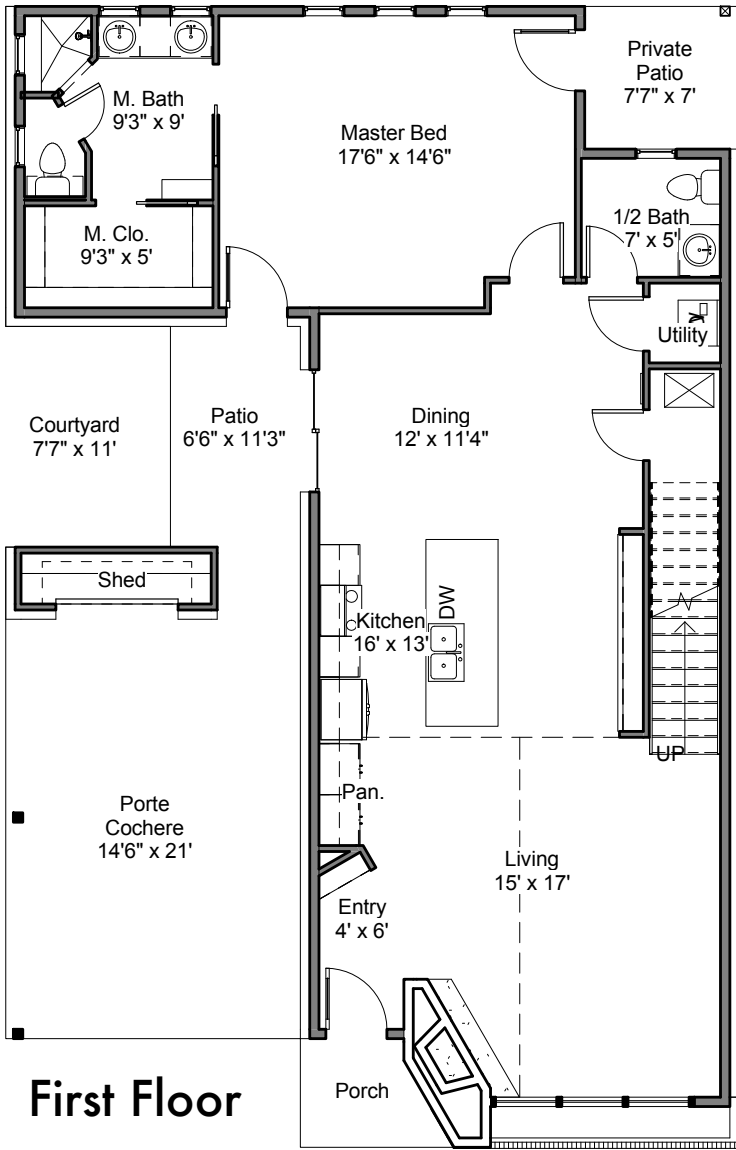 Private
Patio
7'7" x 7'
M. Bath
9'3" x 9'
Master Bed
17'6" x 14'6"
1/2 Bath
7' x 5'
M. Clo.
9'3" x 5'
Utility
Courtyard
7'7" x 11'
Patio
6'6" x 11'3"
Dining
12' x 11'4"
Shed
DW
Kitchen
16' x 13'
UP
Pan.
Porte
Cochere
14'6" x 21'
Living
15' x 17'
Entry
4' x 6'
Porch
First Floor